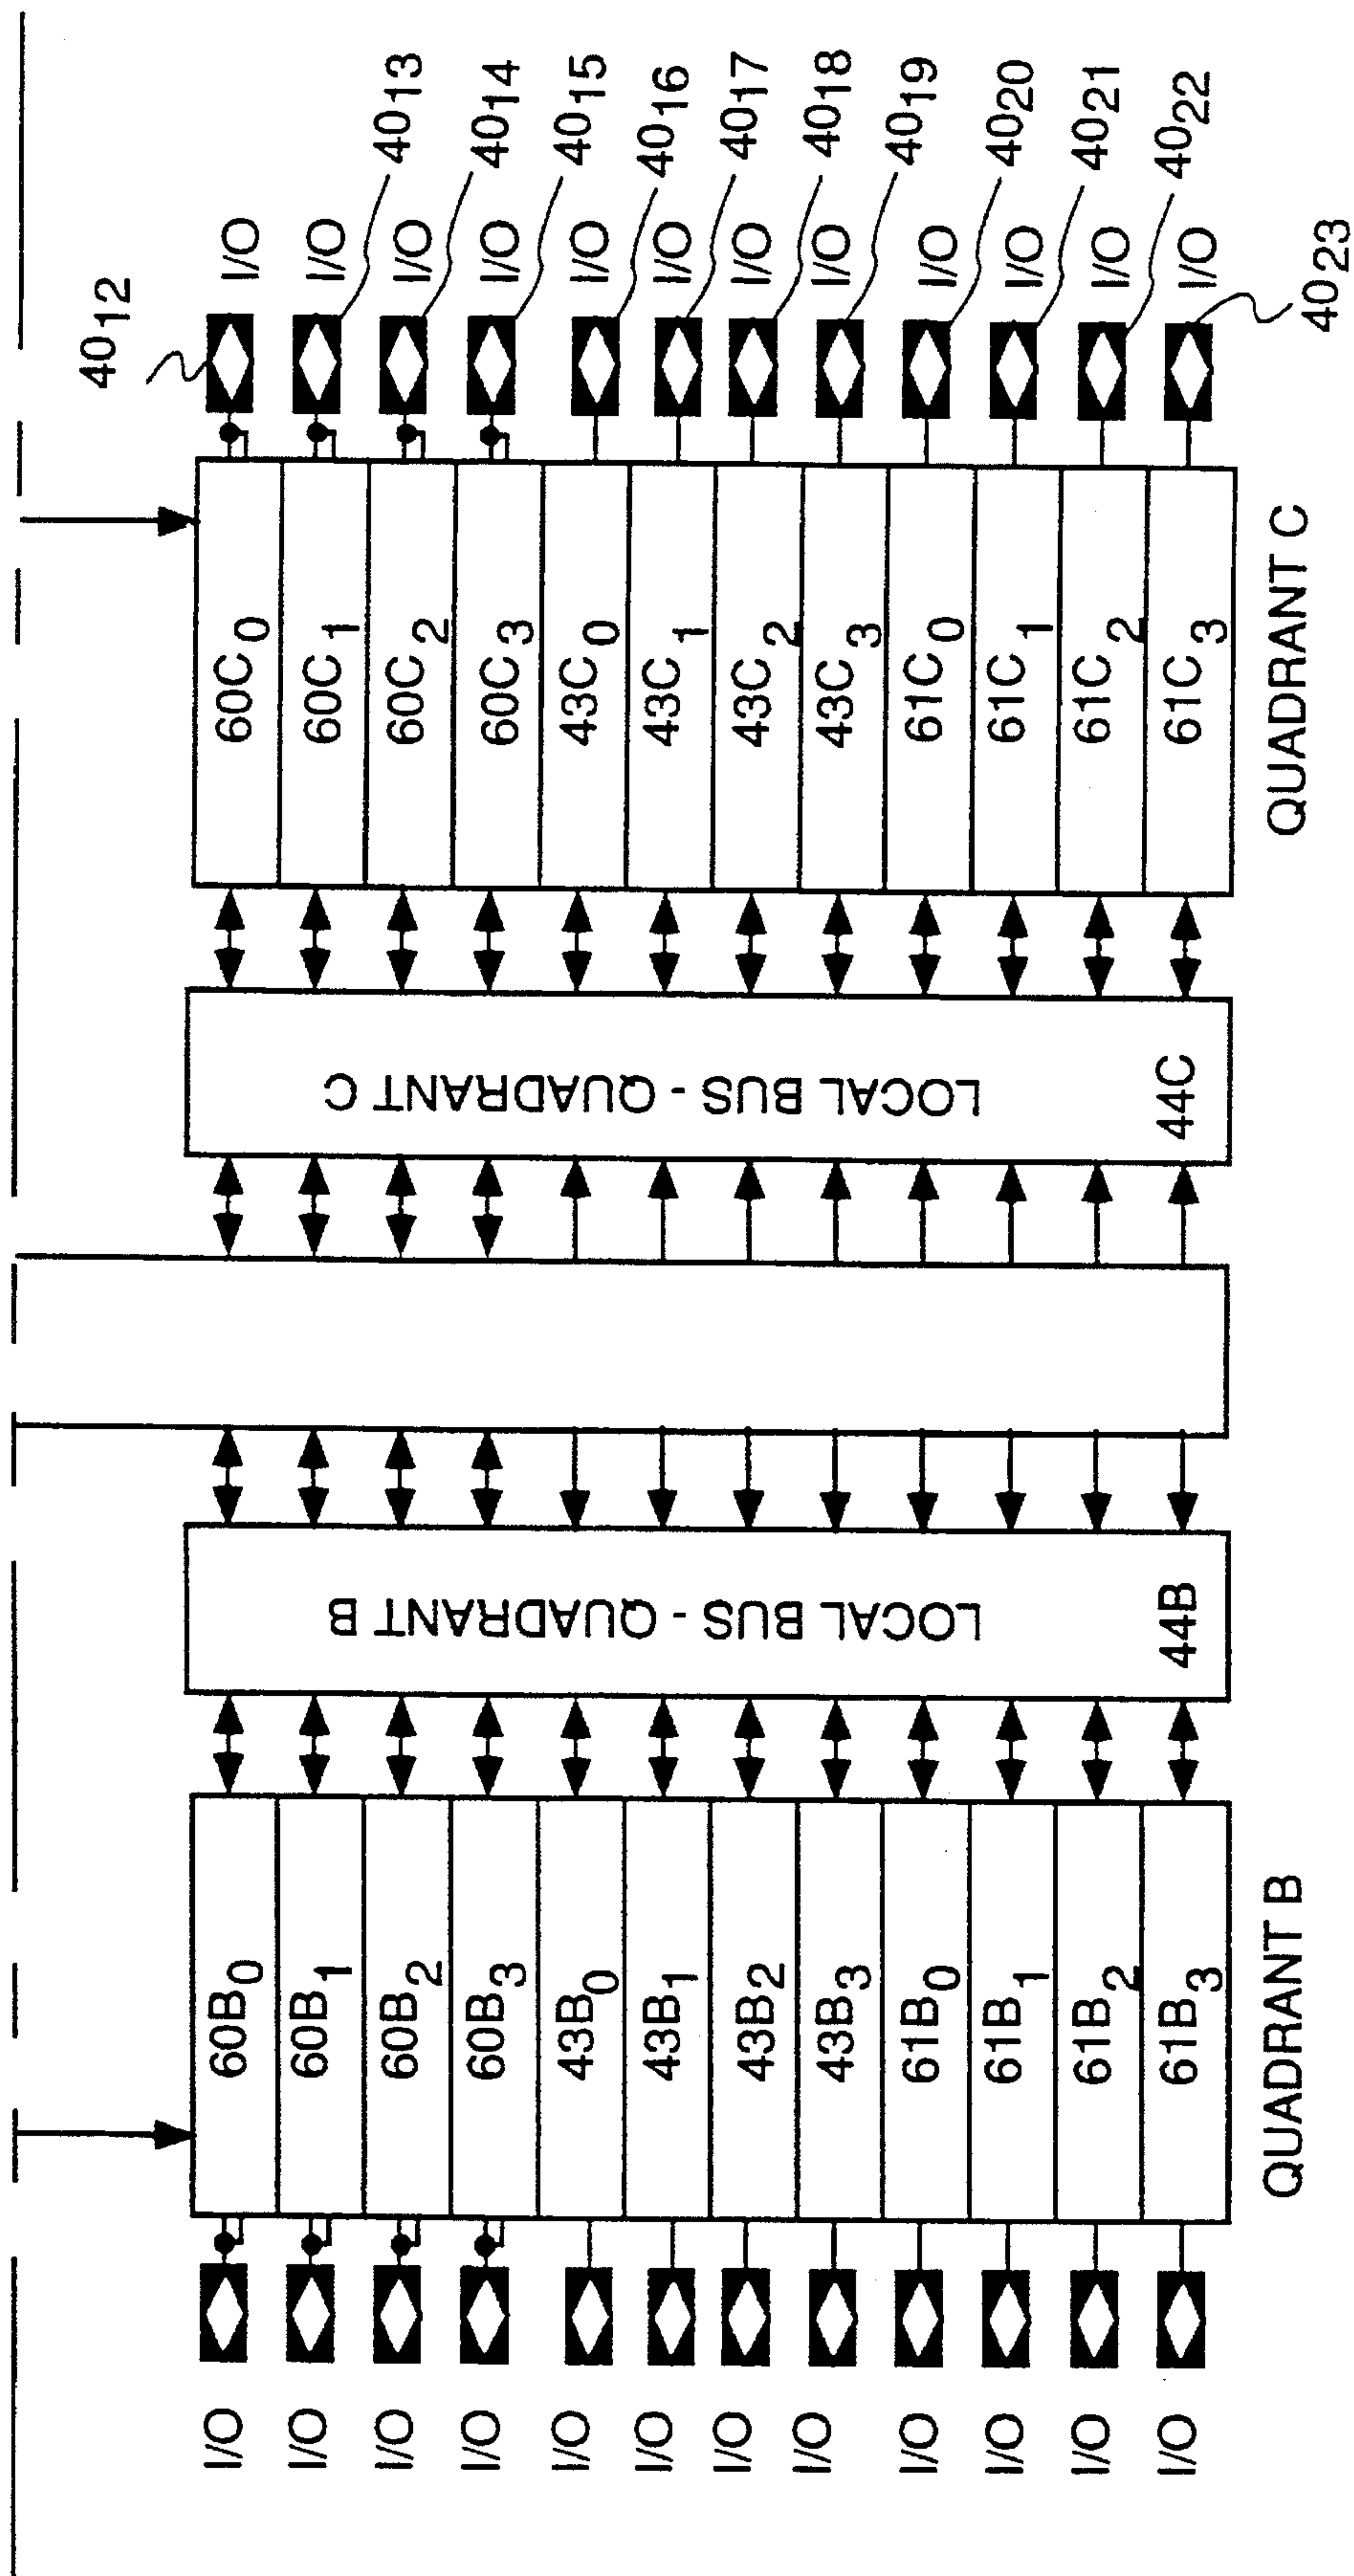 40₁₂
I/O
I/O
I/O
I/O
I/O
I/O
I/O
I/O
I/O
I/O
I/O
I/O
40₁₃
40₁₄
40₁₅
40₁₆
40₁₇
40₁₈
40₁₉
40₂₀
40₂₁
40₂₂
40₂₃
60C₀
60C₁
60C₂
60C₃
43C₀
43C₁
43C₂
43C₃
61C₀
61C₁
61C₂
61C₃
QUADRANT C
LOCAL BUS - QUADRANT C
44C
LOCAL BUS - QUADRANT B
44B
60B₀
60B₁
60B₂
60B₃
43B₀
43B₁
43B₂
43B₃
61B₀
61B₁
61B₂
61B₃
QUADRANT B
I/O
I/O
I/O
I/O
I/O
I/O
I/O
I/O
I/O
I/O
I/O
I/O